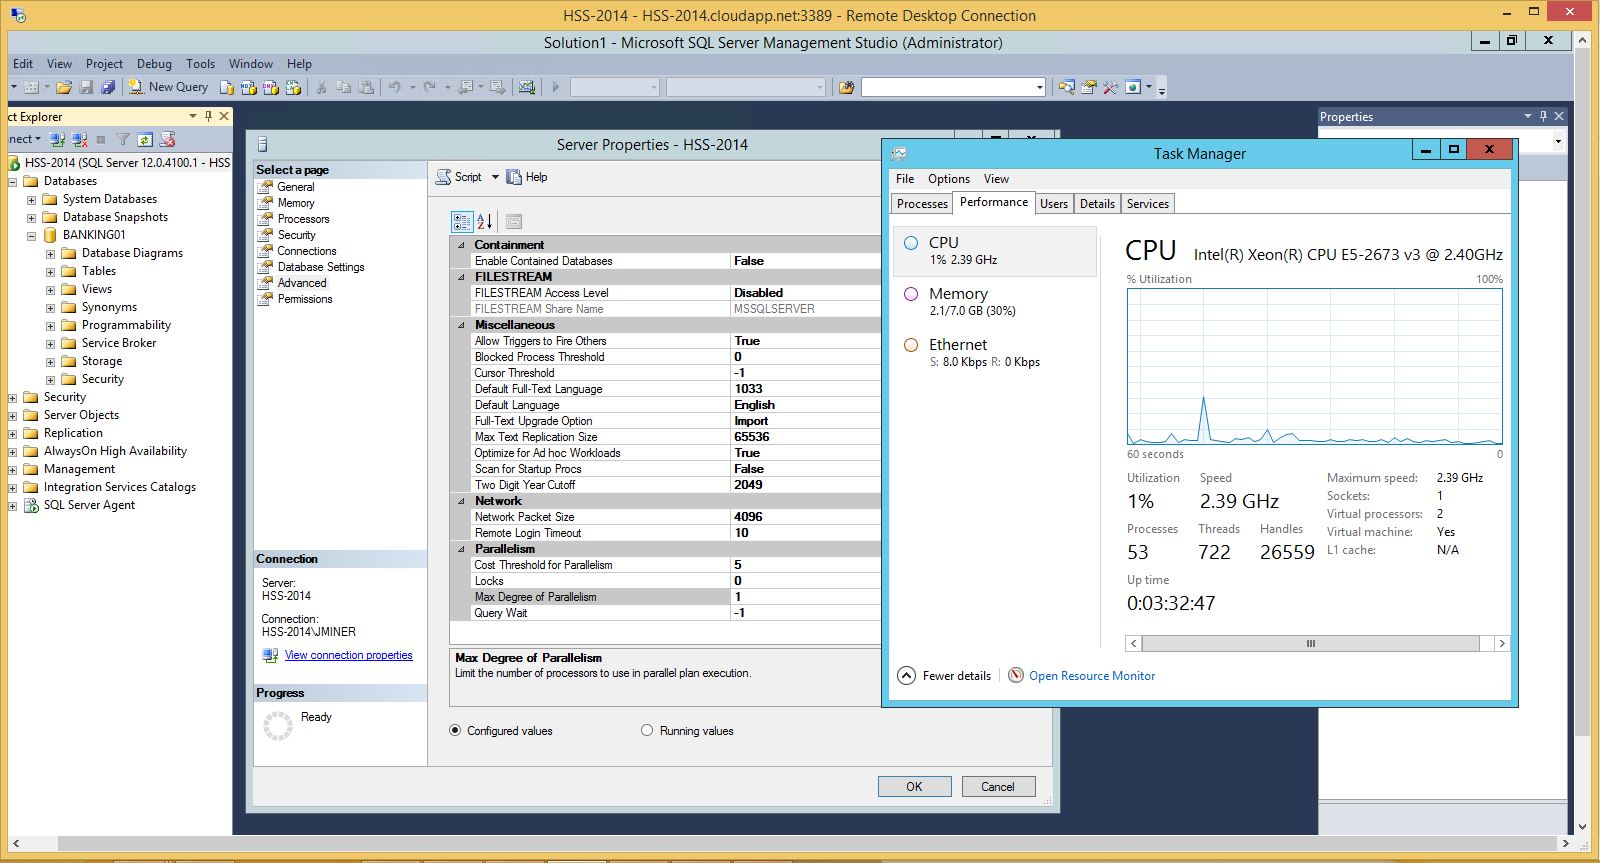 HSS-2014 - HSS-2014.cloudapp.net:3389 - Remote Desktop Connection
Solution1 - Microsoft SQL Server Management Studio (Administrator)
Edit View Project Debug Tools Window Help
New Query
ct Explorer
nnect
HSS-2014 (SQL Server 12.0.4100.1 - HSS
Databases
System Databases
Database Snapshots
BANKING01
Database Diagrams
Tables
Views
Synonyms
Programmability
Service Broker
Storage
Security
Security
Server Objects
Replication
AlwaysOn High Availability
Management
Integration Services Catalogs
SQL Server Agent
Server Properties - HSS-2014
Select a page
General
Memory
Processors
Security
Connections
Database Settings
Advanced
Permissions
Connection
Server:
HSS-2014
Connection:
HSS-2014\JMINER
View connection properties
Progress
Ready
Script Help
Containment
Enable Contained Databases False
FILESTREAM
FILESTREAM Access Level Disabled
FILESTREAM Share Name MSSQLSERVER
Miscellaneous
Allow Triggers to Fire Others True
Blocked Process Threshold 0
Cursor Threshold -1
Default Full-Text Language 1033
Default Language English
Full-Text Upgrade Option Import
Max Text Replication Size 65536
Optimize for Ad hoc Workloads True
Scan for Startup Procs False
Two Digit Year Cutoff 2049
Network
Network Packet Size 4096
Remote Login Timeout 10
Parallelism
Cost Threshold for Parallelism 5
Locks 0
Max Degree of Parallelism 1
Query Wait -1
Max Degree of Parallelism
Limit the number of processors to use in parallel plan execution.
Configured values Running values
OK Cancel
Properties
Task Manager
File Options View
Processes Performance Users Details Services
CPU
1% 2.39 GHz
Memory
2.1/7.0 GB (30%)
Ethernet
S: 8.0 Kbps R: 0 Kbps
CPU Intel(R) Xeon(R) CPU E5-2673 v3 @ 2.40GHz
% Utilization 100%
60 seconds 0
Utilization Speed
1% 2.39 GHz
Processes Threads Handles
53 722 26559
Up time
0:03:32:47
Maximum speed: 2.39 GHz
Sockets: 1
Virtual processors: 2
Virtual machine: Yes
L1 cache: N/A
Fewer details Open Resource Monitor